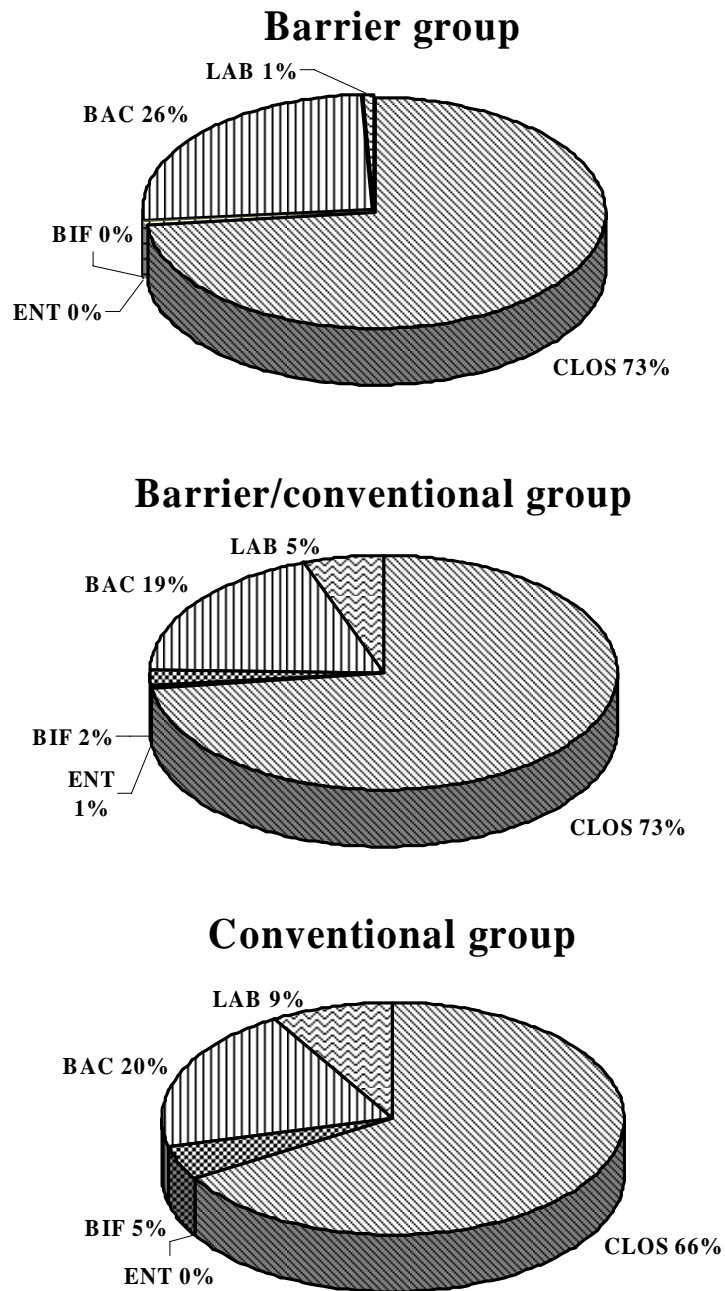 Barrier group
LAB 1%
BAC 26%
BIF 0%
ENT 0%
CLOS 73%
Barrier/conventional group
LAB 5%
BAC 19%
BIF 2%
ENT
1%
CLOS 73%
Conventional group
LAB 9%
BAC 20%
BIF 5%
ENT 0%
CLOS 66%